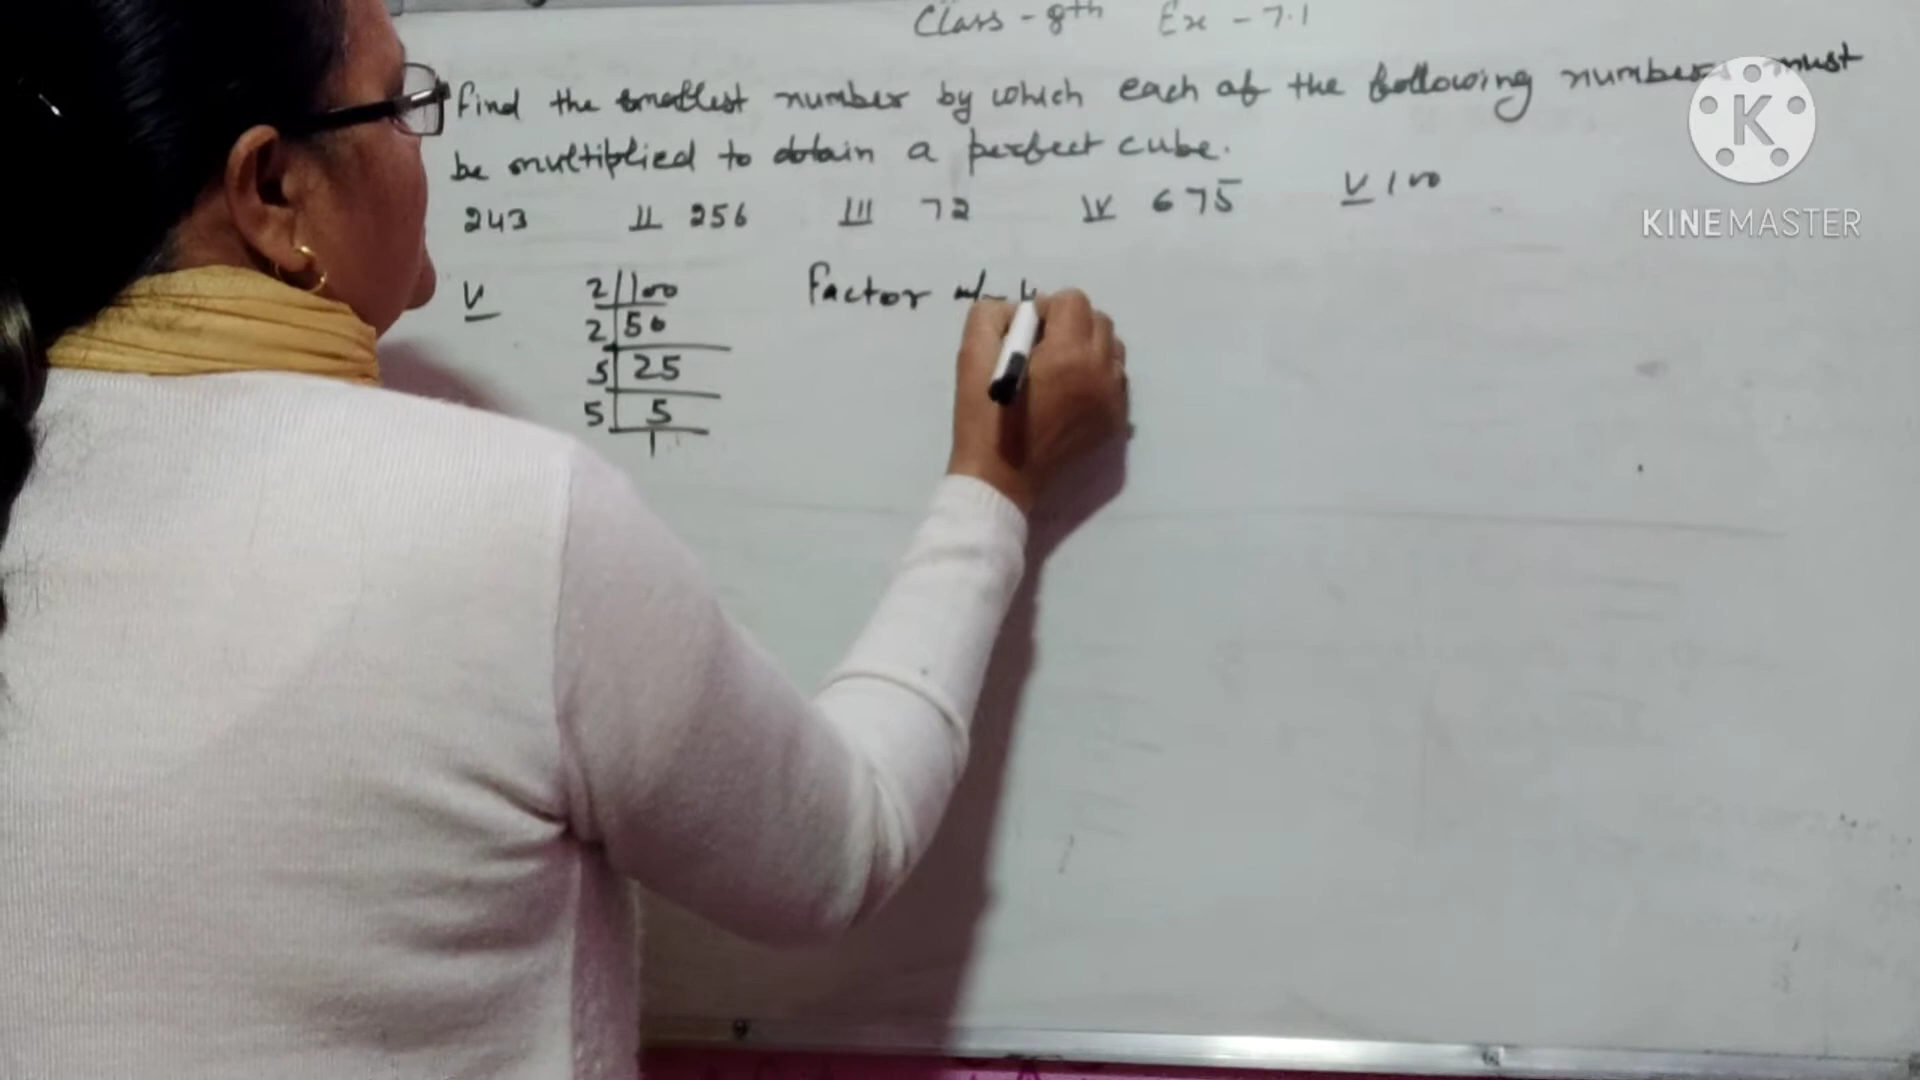 Class - 8th Ex - 7.1
Find the smallest number by which each of the following numbers must
be multiplied to obtain a perfect cube.
243 II 256 III 72 IV 675 V 100
V
2 100
2 50
5 25
5 5
1
Factor
KINEMASTER